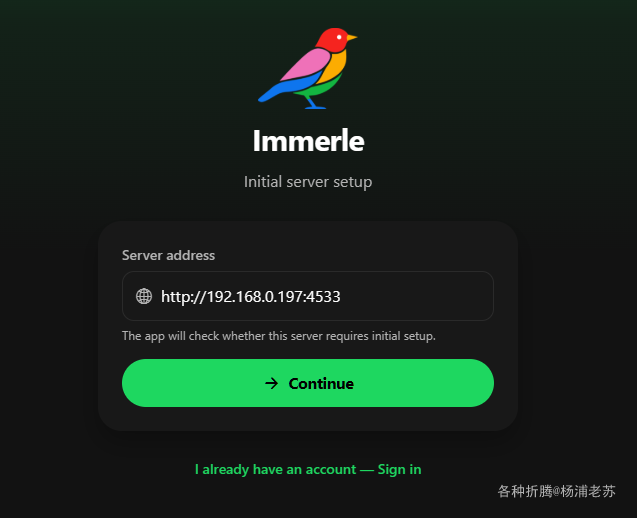 Immerle
Initial server setup
Server address
http://192.168.0.197:4533
The app will check whether this server requires initial setup.
→ Continue
I already have an account — Sign in
各种折腾@杨浦老苏